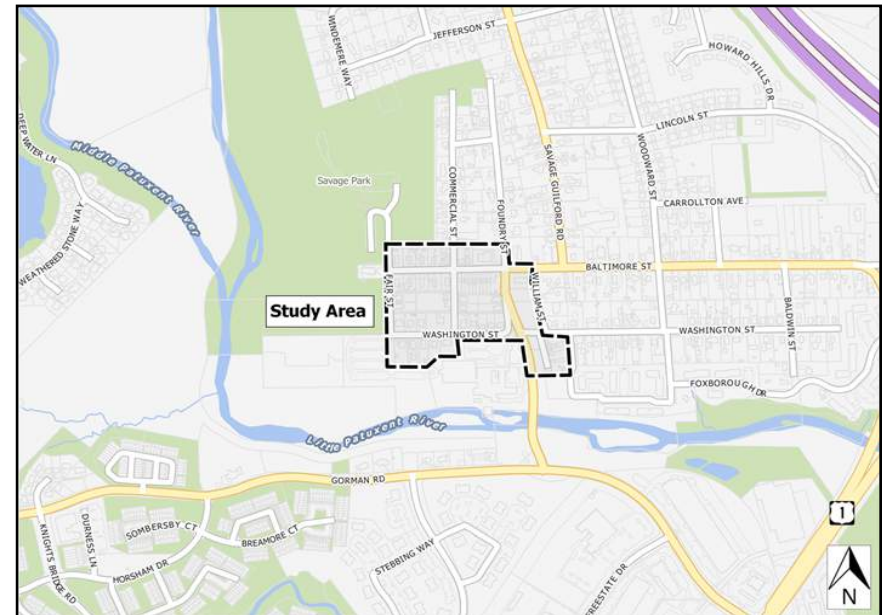 WINDEMERE WAY
JEFFERSON ST
HOWARD HILLS DR
LINCOLN ST
DEEP WATER LN
Middle Patuxent River
WEATHERED STONE WAY
Savage Park
COMMERCIAL ST
FOUNDRY ST
SAVAGE GUILFORD RD
WOODWARD ST
CARROLLTON AVE
BALTIMORE ST
FAIR ST
WILLIAM ST
Study Area
WASHINGTON ST
WASHINGTON ST
BALDWIN ST
FOXBOROUGH DR
Little Patuxent River
GORMAN RD
KNIGHTS BRIDGE RD
DURNESS LN
SOMBERSBY CT
BREAMORE CT
HORSHAM DR
STEBBING WAY
FREESTATE DR
1
N